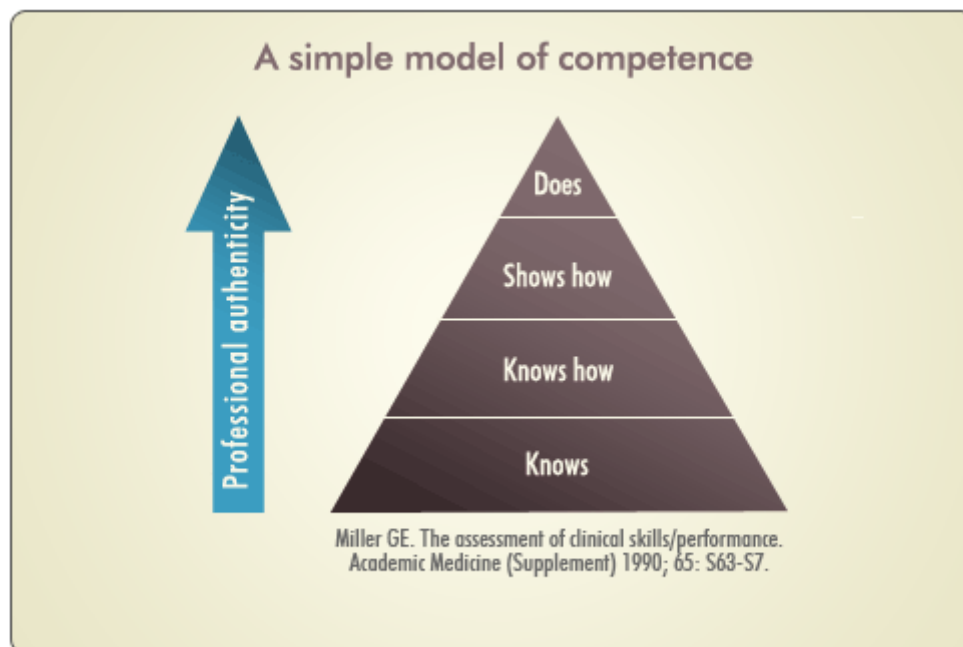 A simple model of competence
Professional authenticity
Does
Shows how
Knows how
Knows
Miller GE. The assessment of clinical skills/performance.
Academic Medicine (Supplement) 1990; 65: S63-S7.